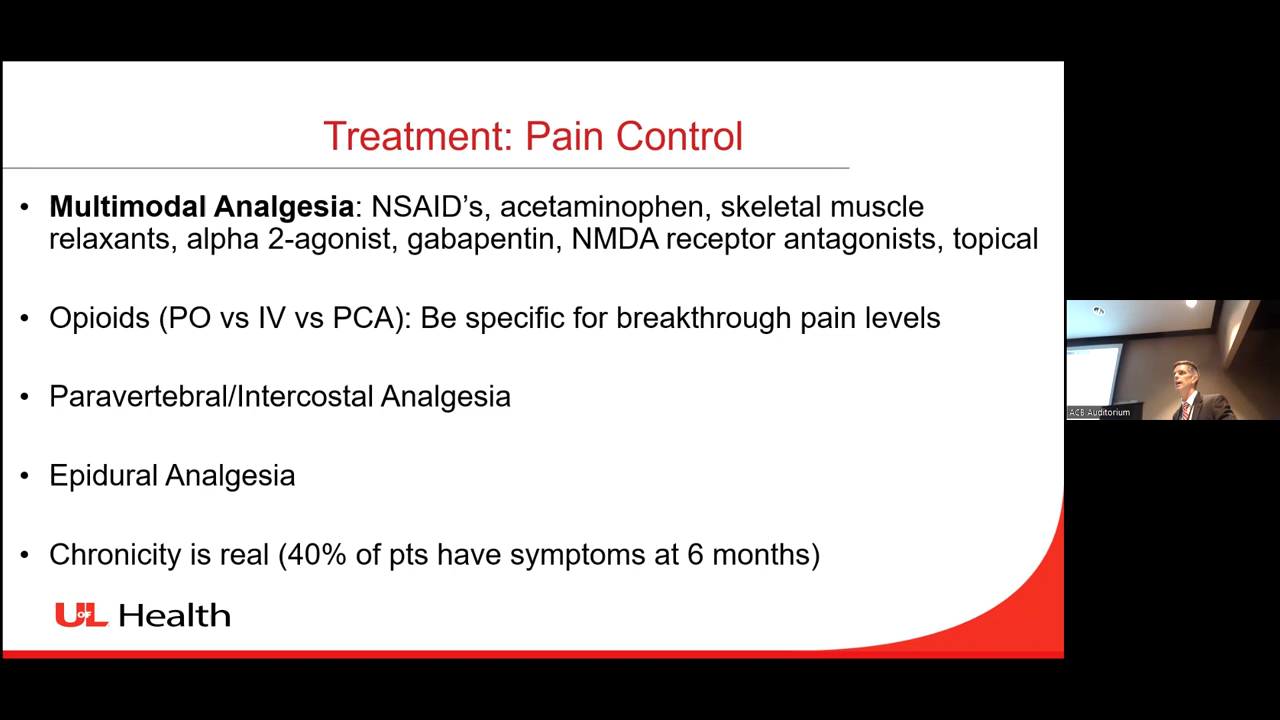 Treatment: Pain Control
• Multimodal Analgesia: NSAID’s, acetaminophen, skeletal muscle
relaxants, alpha 2-agonist, gabapentin, NMDA receptor antagonists, topical
• Opioids (PO vs IV vs PCA): Be specific for breakthrough pain levels
• Paravertebral/Intercostal Analgesia
• Epidural Analgesia
• Chronicity is real (40% of pts have symptoms at 6 months)
UofL Health
ACB Auditorium